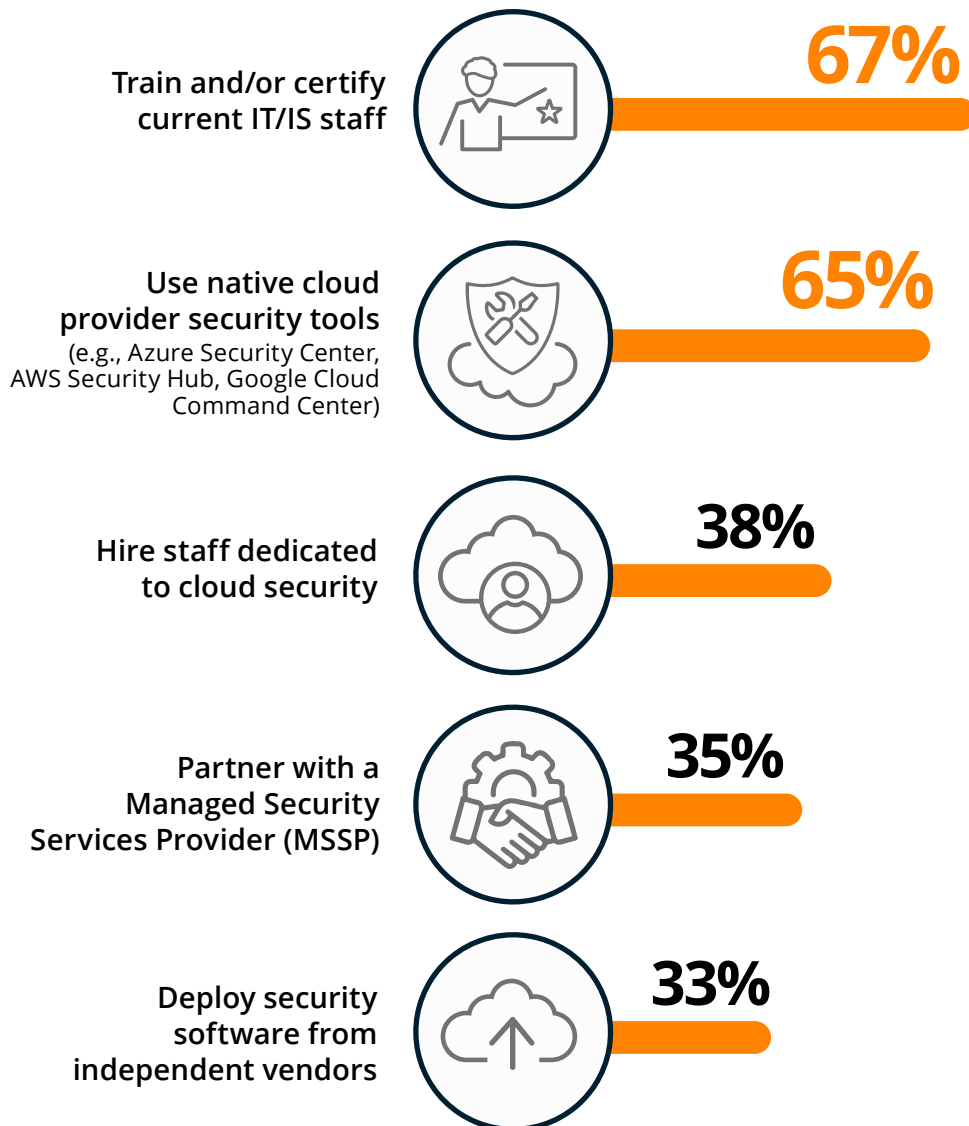 67%
Train and/or certify
current IT/IS staff
65%
Use native cloud
provider security tools
(e.g., Azure Security Center,
AWS Security Hub, Google Cloud
Command Center)
38%
Hire staff dedicated
to cloud security
35%
Partner with a
Managed Security
Services Provider (MSSP)
33%
Deploy security
software from
independent vendors